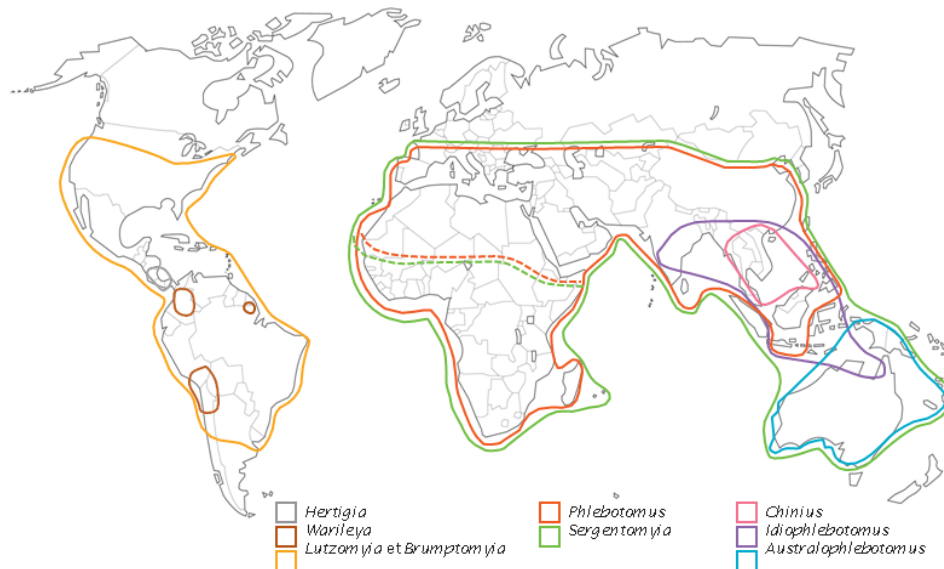 Hertigia
Warileya
Lutzomyia et Brumptomyia
Phlebotomus
Sergentomyia
Chinius
Idiophlebotomus
Australophlebotomus